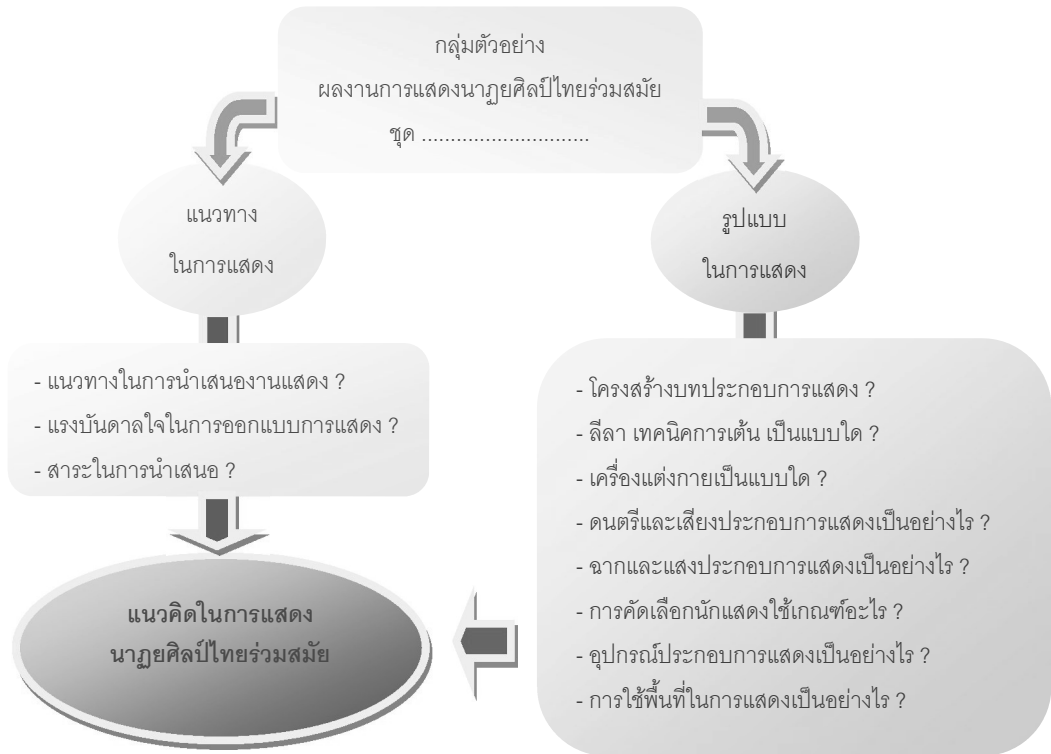 กลุ่มตัวอย่าง
ผลงานการแสดงนาฏยศิลป์ไทยร่วมสมัย
ชุด .............................
แนวทาง
ในการแสดง
รูปแบบ
ในการแสดง
- แนวทางในการนำเสนองานแสดง ?
- แรงบันดาลใจในการออกแบบการแสดง ?
- สาระในการนำเสนอ ?
- โครงสร้างบทประกอบการแสดง ?
- ลีลา เทคนิคการเต้น เป็นแบบใด ?
- เครื่องแต่งกายเป็นแบบใด ?
- ดนตรีและเสียงประกอบการแสดงเป็นอย่างไร ?
- ฉากและแสงประกอบการแสดงเป็นอย่างไร ?
- การคัดเลือกนักแสดงใช้เกณฑ์อะไร ?
- อุปกรณ์ประกอบการแสดงเป็นอย่างไร ?
- การใช้พื้นที่ในการแสดงเป็นอย่างไร ?
แนวคิดในการแสดง
นาฏยศิลป์ไทยร่วมสมัย